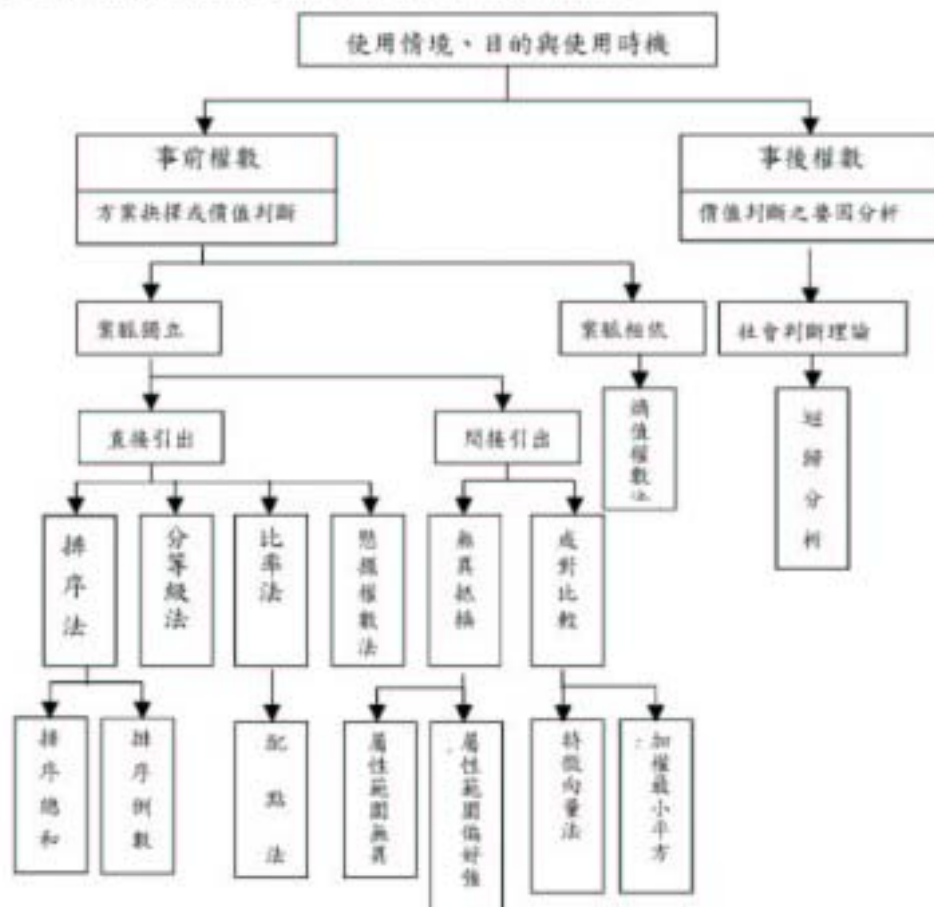 使用情境、目的與使用時機
事前權數
方案抉擇或價值判斷
事後權數
價值判斷之要因分析
案脈獨立
案脈相依
社會判斷理論
直接引出
間接引出
熵值權數法
迴歸分析
排序法
分等級法
比率法
懸擺權數法
無異抵換
成對比較
排序總和
排序倒數
配點法
屬性範圍無異
屬性範圍偏好強
特徵向量法
加權最小平方